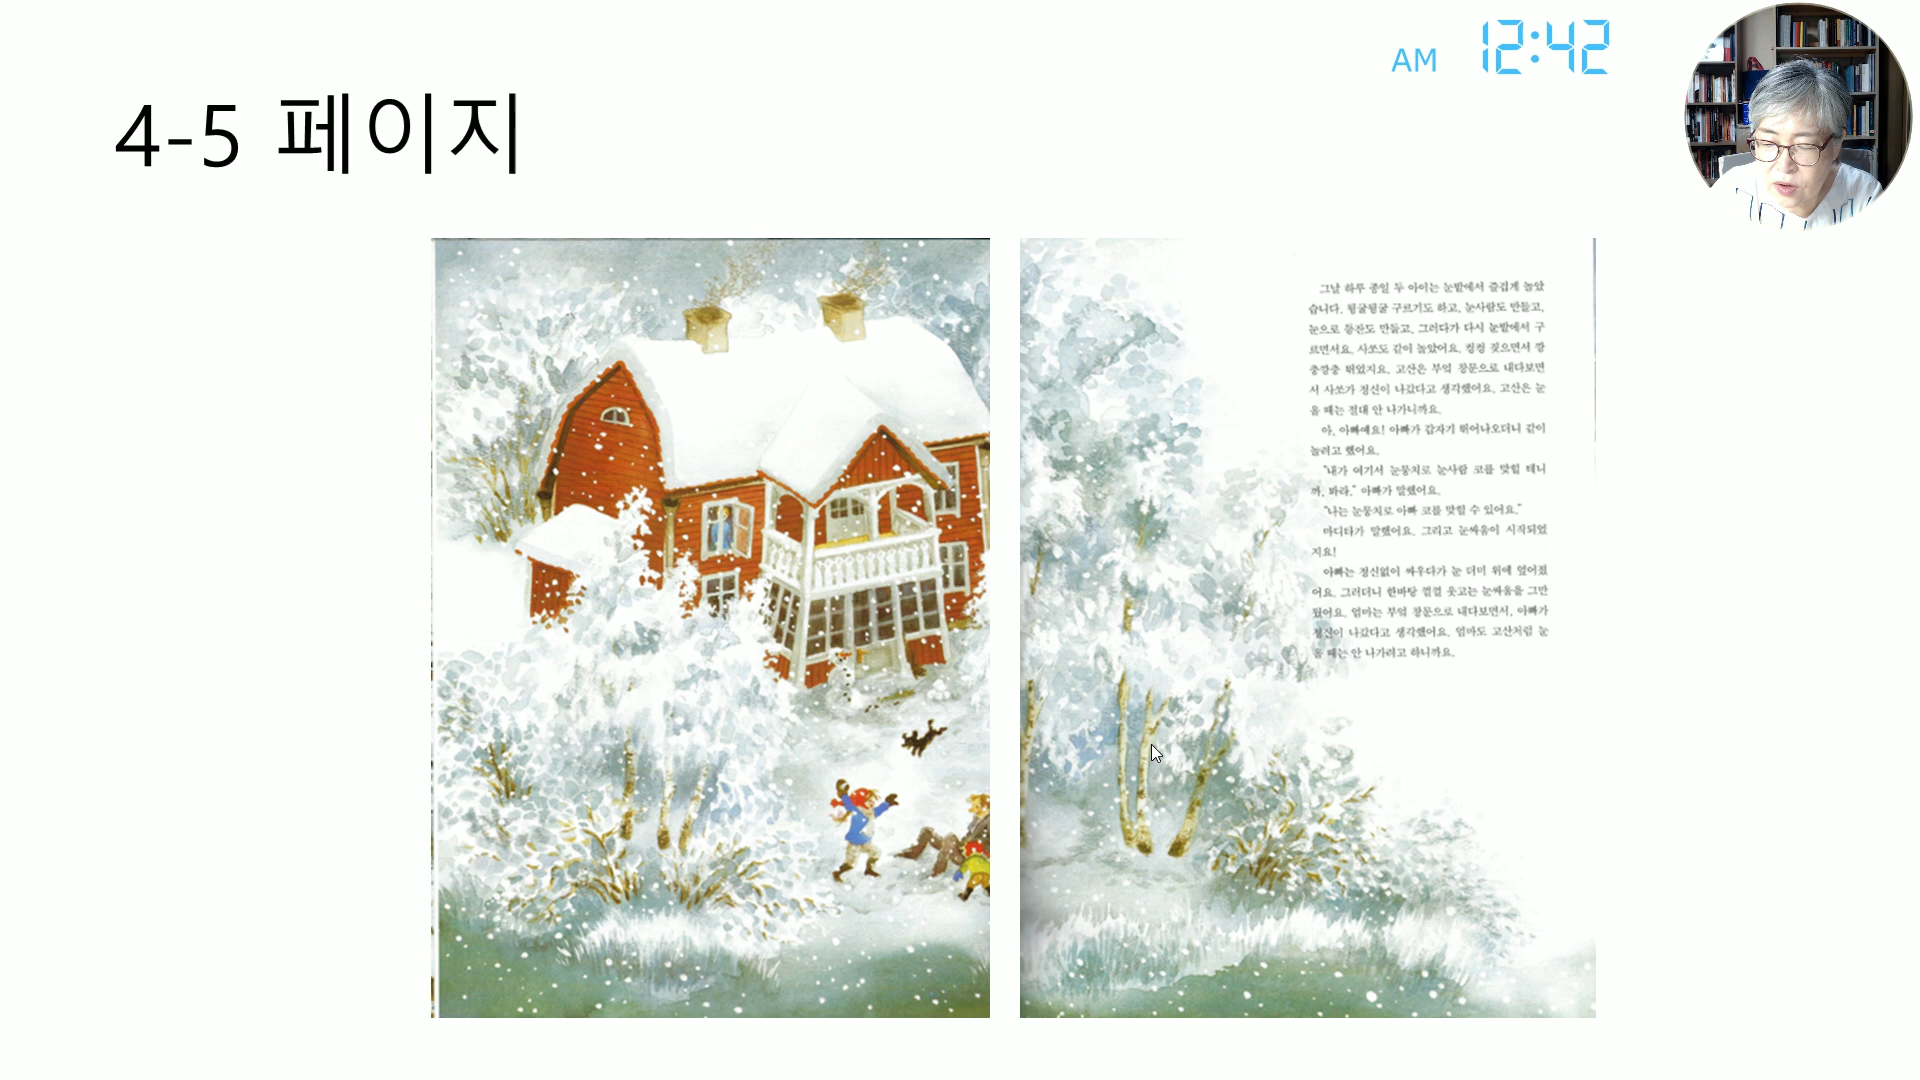 AM 12:42
4-5 페이지
그날 하루 종일 두 아이는 눈밭에서 즐겁게 놀았
습니다. 뒹굴뒹굴 구르기도 하고, 눈사람도 만들고,
눈으로 등잔도 만들고, 그러다가 다시 눈밭에서 구
르면서요. 사쏘도 같이 놀았어요. 컹컹 짖으면서 깡
충깡충 뛰었지요. 고산은 부엌 창문으로 내다보면
서 사쏘가 정신이 나갔다고 생각했어요. 고산은 눈
올 때는 절대 안 나가니까요.
아, 아빠예요! 아빠가 갑자기 뛰어나오더니 같이
놀려고 했어요.
"내가 여기서 눈뭉치로 눈사람 코를 맞힐 테니
까, 봐라." 아빠가 말했어요.
"나는 눈뭉치로 아빠 코를 맞힐 수 있어요."
마디타가 말했어요. 그리고 눈싸움이 시작되었
지요!
아빠는 정신없이 싸우다가 눈 더미 위에 엎어졌
어요. 그러더니 한바탕 껄껄 웃고는 눈싸움을 그만
뒀어요. 엄마는 부엌 창문으로 내다보면서, 아빠가
정신이 나갔다고 생각했어요. 엄마도 고산처럼 눈
올 때는 안 나가려고 하니까요.